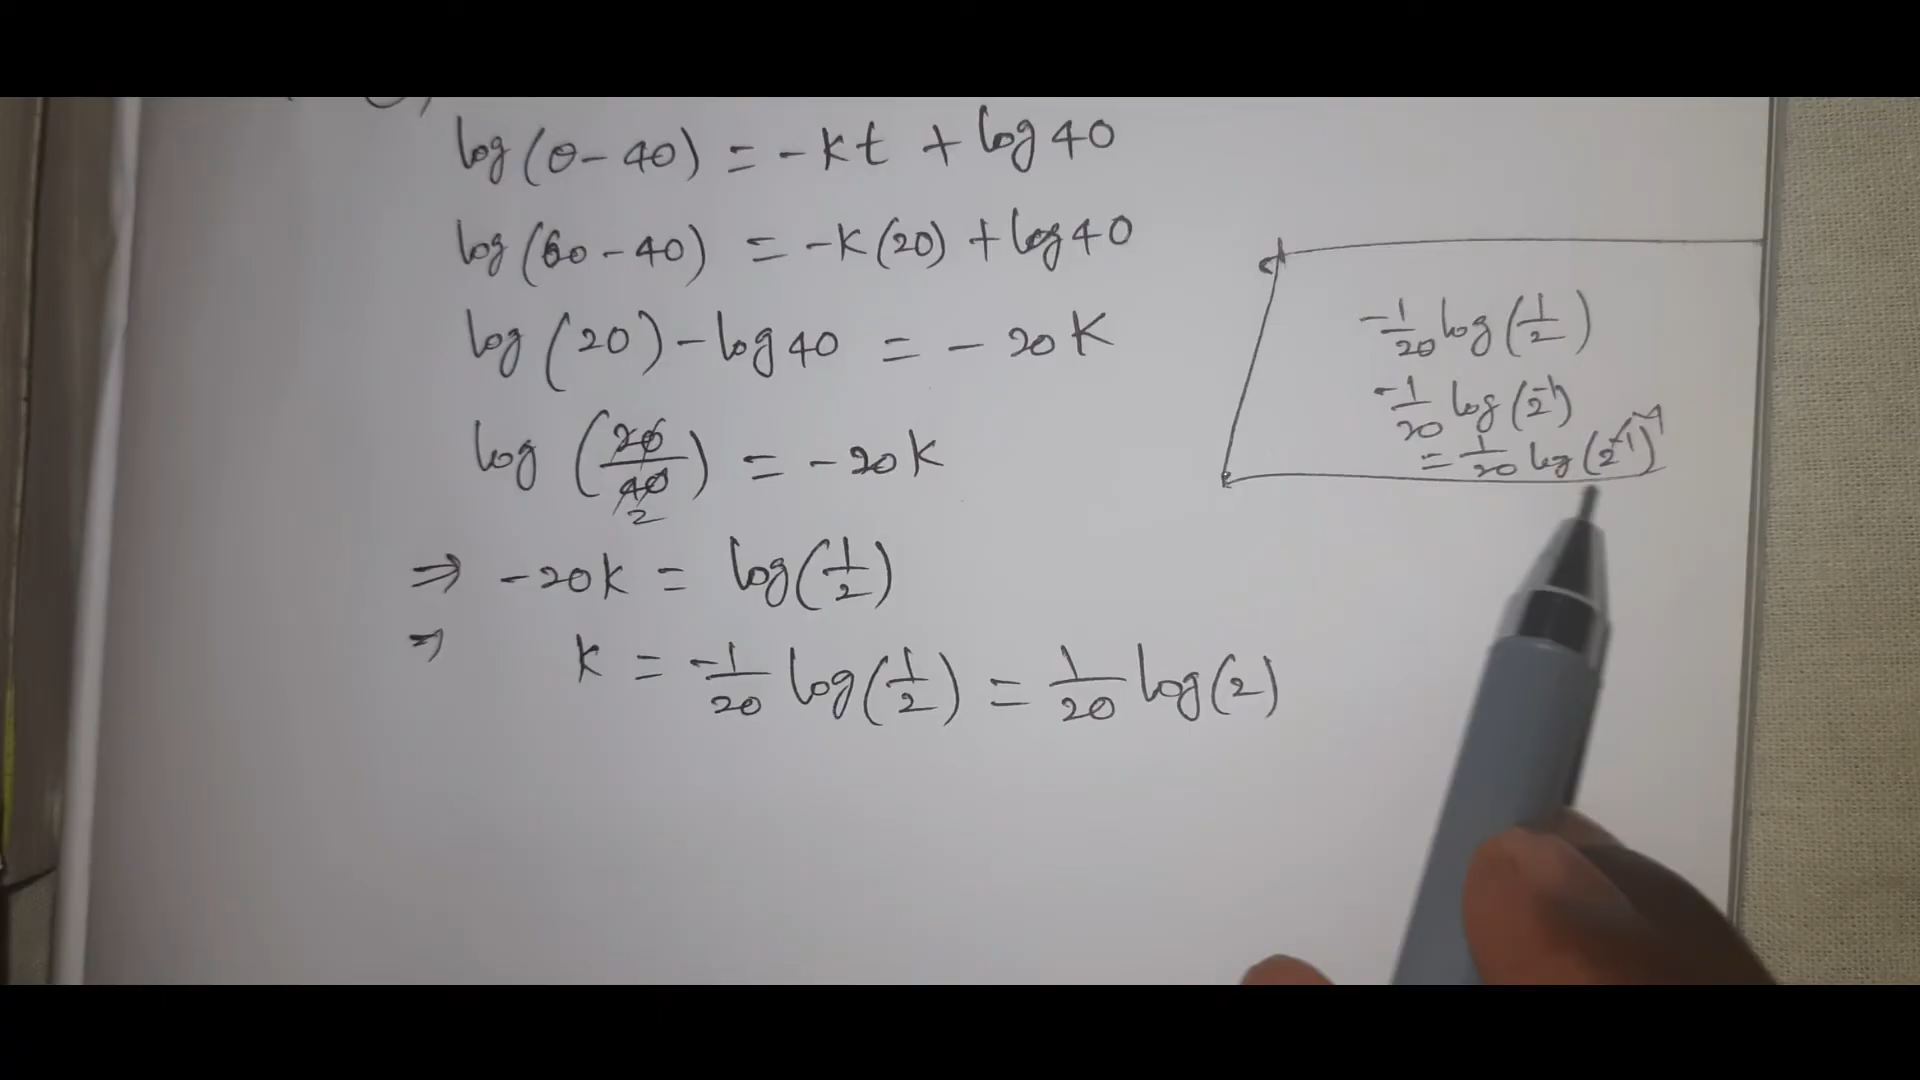 log(θ-40) = -kt + log 40
log(60-40) = -k(20) + log 40
log(20) - log 40 = - 20k
log(20/40) = -20k
2
⇒ -20k = log(1/2)
⇒ k = -1/20 log(1/2) = 1/20 log(2)
-1/20 log(1/2)
-1/20 log(2⁻¹)
= 1/20 log(2⁻¹)⁻¹